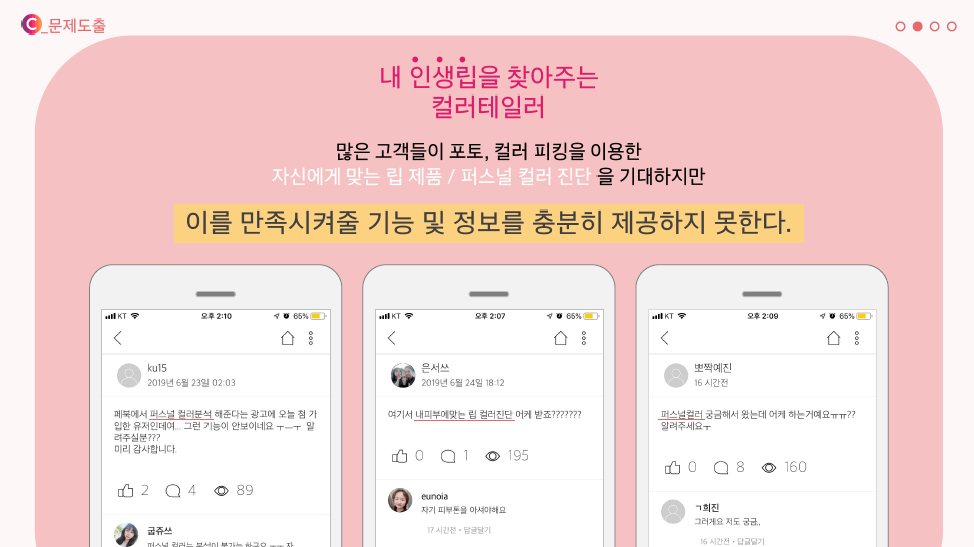 C_문제도출
내 인생립을 찾아주는
컬러테일러
많은 고객들이 포토, 컬러 피킹을 이용한
자신에게 맞는 립 제품 / 퍼스널 컬러 진단 을 기대하지만
이를 만족시켜줄 기능 및 정보를 충분히 제공하지 못한다.
KT 오후 2:10 65%
ku15
2019년 6월 23일 02:03
페북에서 퍼스널 컬러분석 해준다는 광고에 오늘 첨 가
입한 유저인데여... 그런 기능이 안보이네요 ㅜㅡㅜ 알
려주실분???
미리 감사합니다.
2 4 89
굽쥬쓰
KT 오후 2:07 65%
은서쓰
2019년 6월 24일 18:12
여기서 내피부에맞는 립 컬러진단 어케 받죠???????
0 1 195
eunoia
자기 피부톤을 아셔야해요
17 시간전 • 답글달기
KT 오후 2:09 65%
뽀짝예진
16 시간전
퍼스널컬러 궁금해서 왔는데 어케 하는거예요ㅠㅠ??
알려주세요ㅜ
0 8 160
ㄱ희진
그러게요 저도 궁금,,
16 시간전 • 답글달기